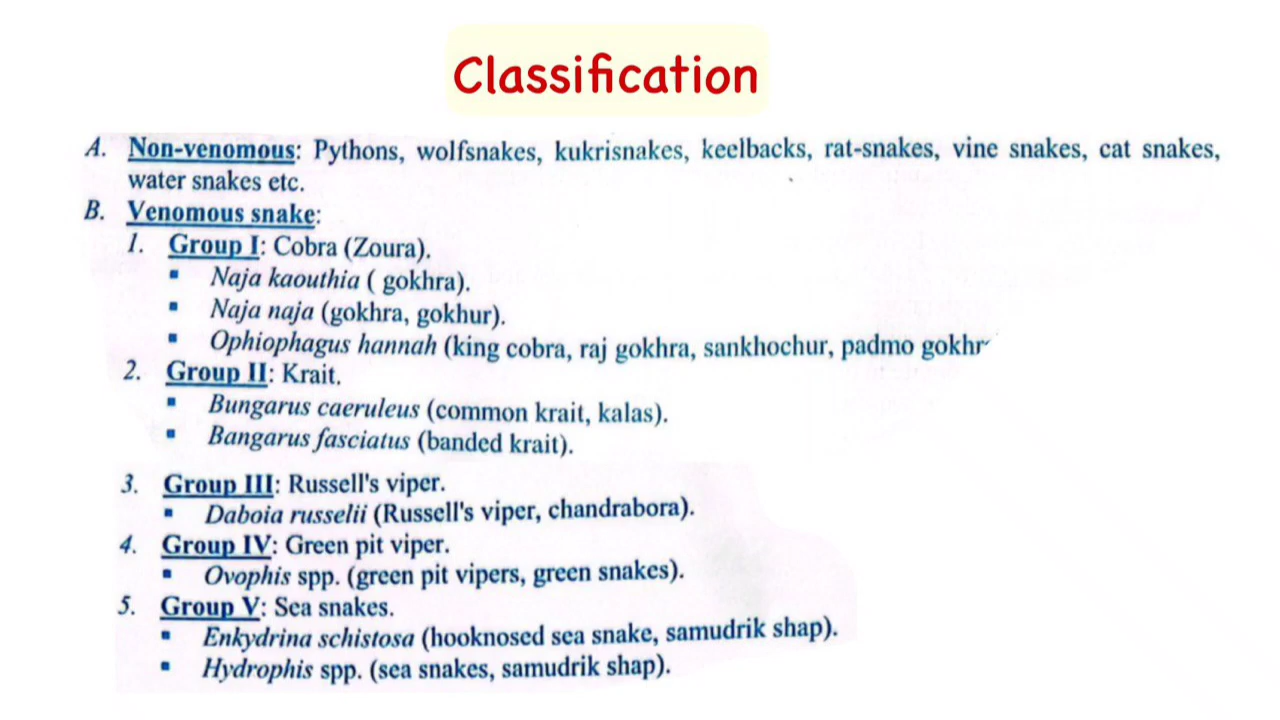 Classification
A. Non-venomous: Pythons, wolfsnakes, kukrisnakes, keelbacks, rat-snakes, vine snakes, cat snakes,
water snakes etc.
B. Venomous snake:
1. Group I: Cobra (Zoura).
▪ Naja kaouthia ( gokhra).
▪ Naja naja (gokhra, gokhur).
▪ Ophiophagus hannah (king cobra, raj gokhra, sankhochur, padmo gokhr
2. Group II: Krait.
▪ Bungarus caeruleus (common krait, kalas).
▪ Bangarus fasciatus (banded krait).
3. Group III: Russell's viper.
▪ Daboia russelii (Russell's viper, chandrabora).
4. Group IV: Green pit viper.
▪ Ovophis spp. (green pit vipers, green snakes).
5. Group V: Sea snakes.
▪ Enkydrina schistosa (hooknosed sea snake, samudrik shap).
▪ Hydrophis spp. (sea snakes, samudrik shap).